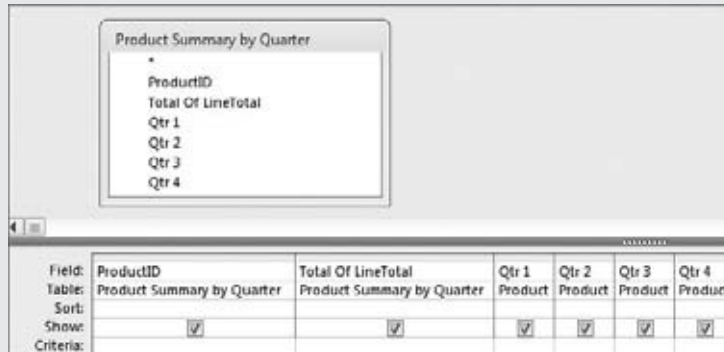 Product Summary by Quarter
*
ProductID
Total Of LineTotal
Qtr 1
Qtr 2
Qtr 3
Qtr 4
Field: ProductID Total Of LineTotal Qtr 1 Qtr 2 Qtr 3 Qtr 4
Table: Product Summary by Quarter Product Summary by Quarter Product Product Product Produc
Sort:
Show:
Criteria: